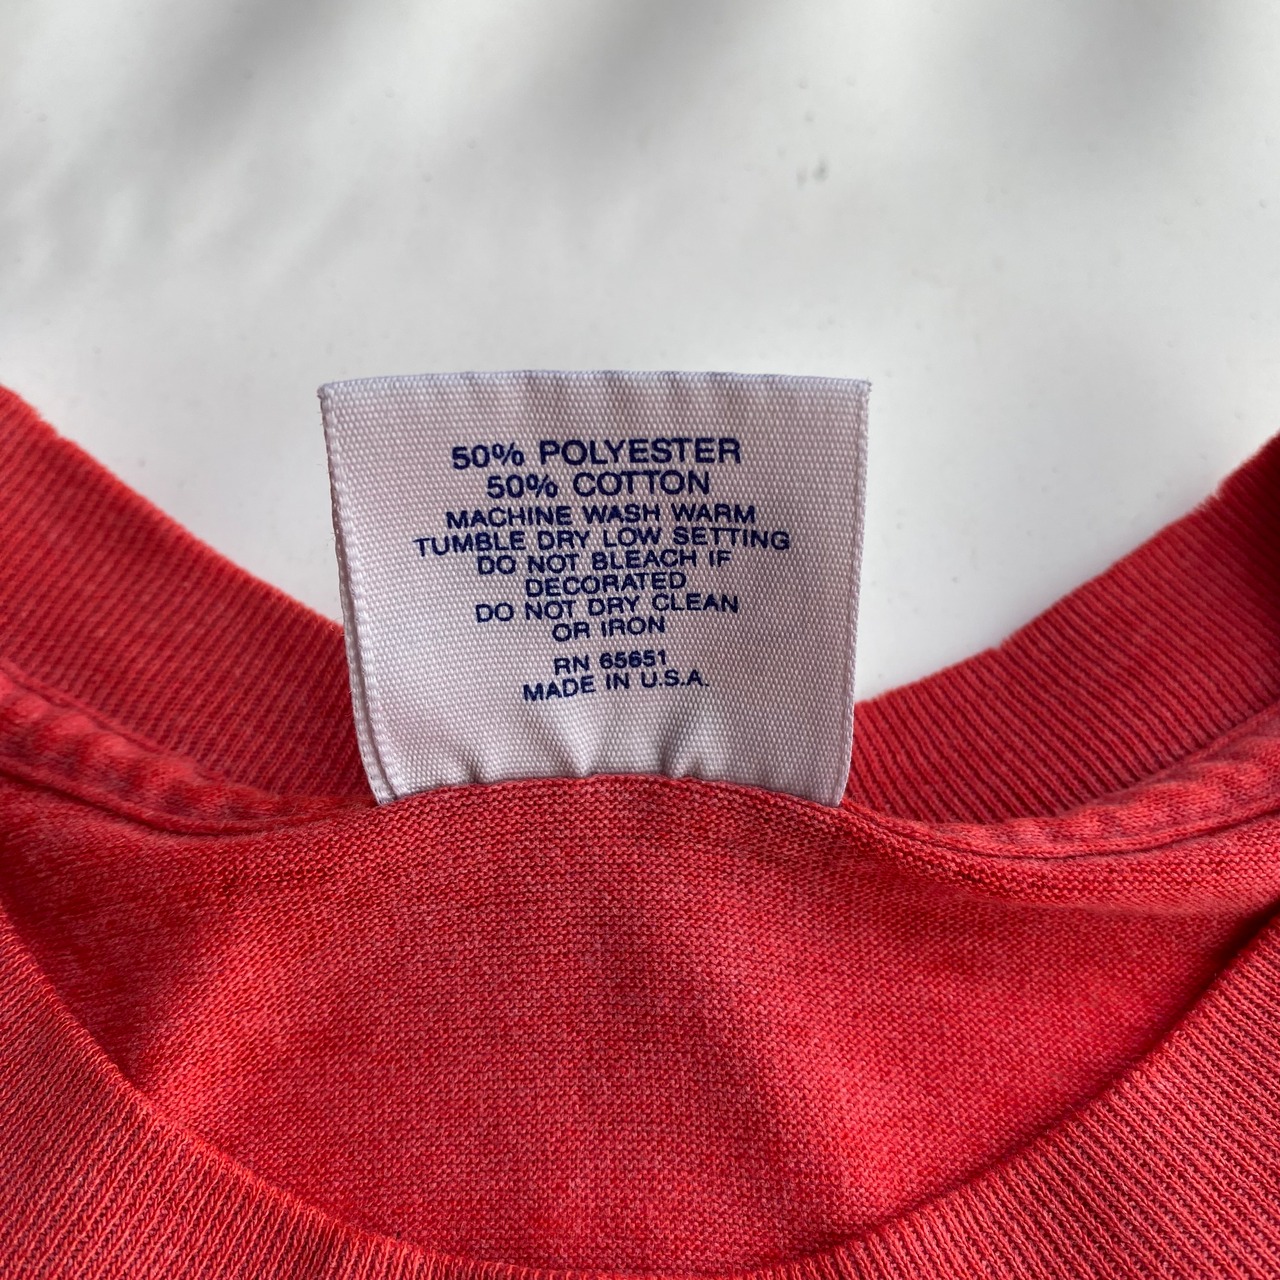 50% POLYESTER
50% COTTON
MACHINE WASH WARM
TUMBLE DRY LOW SETTING
DO NOT BLEACH IF
DECORATED
DO NOT DRY CLEAN
OR IRON
RN 65651
MADE IN U.S.A.